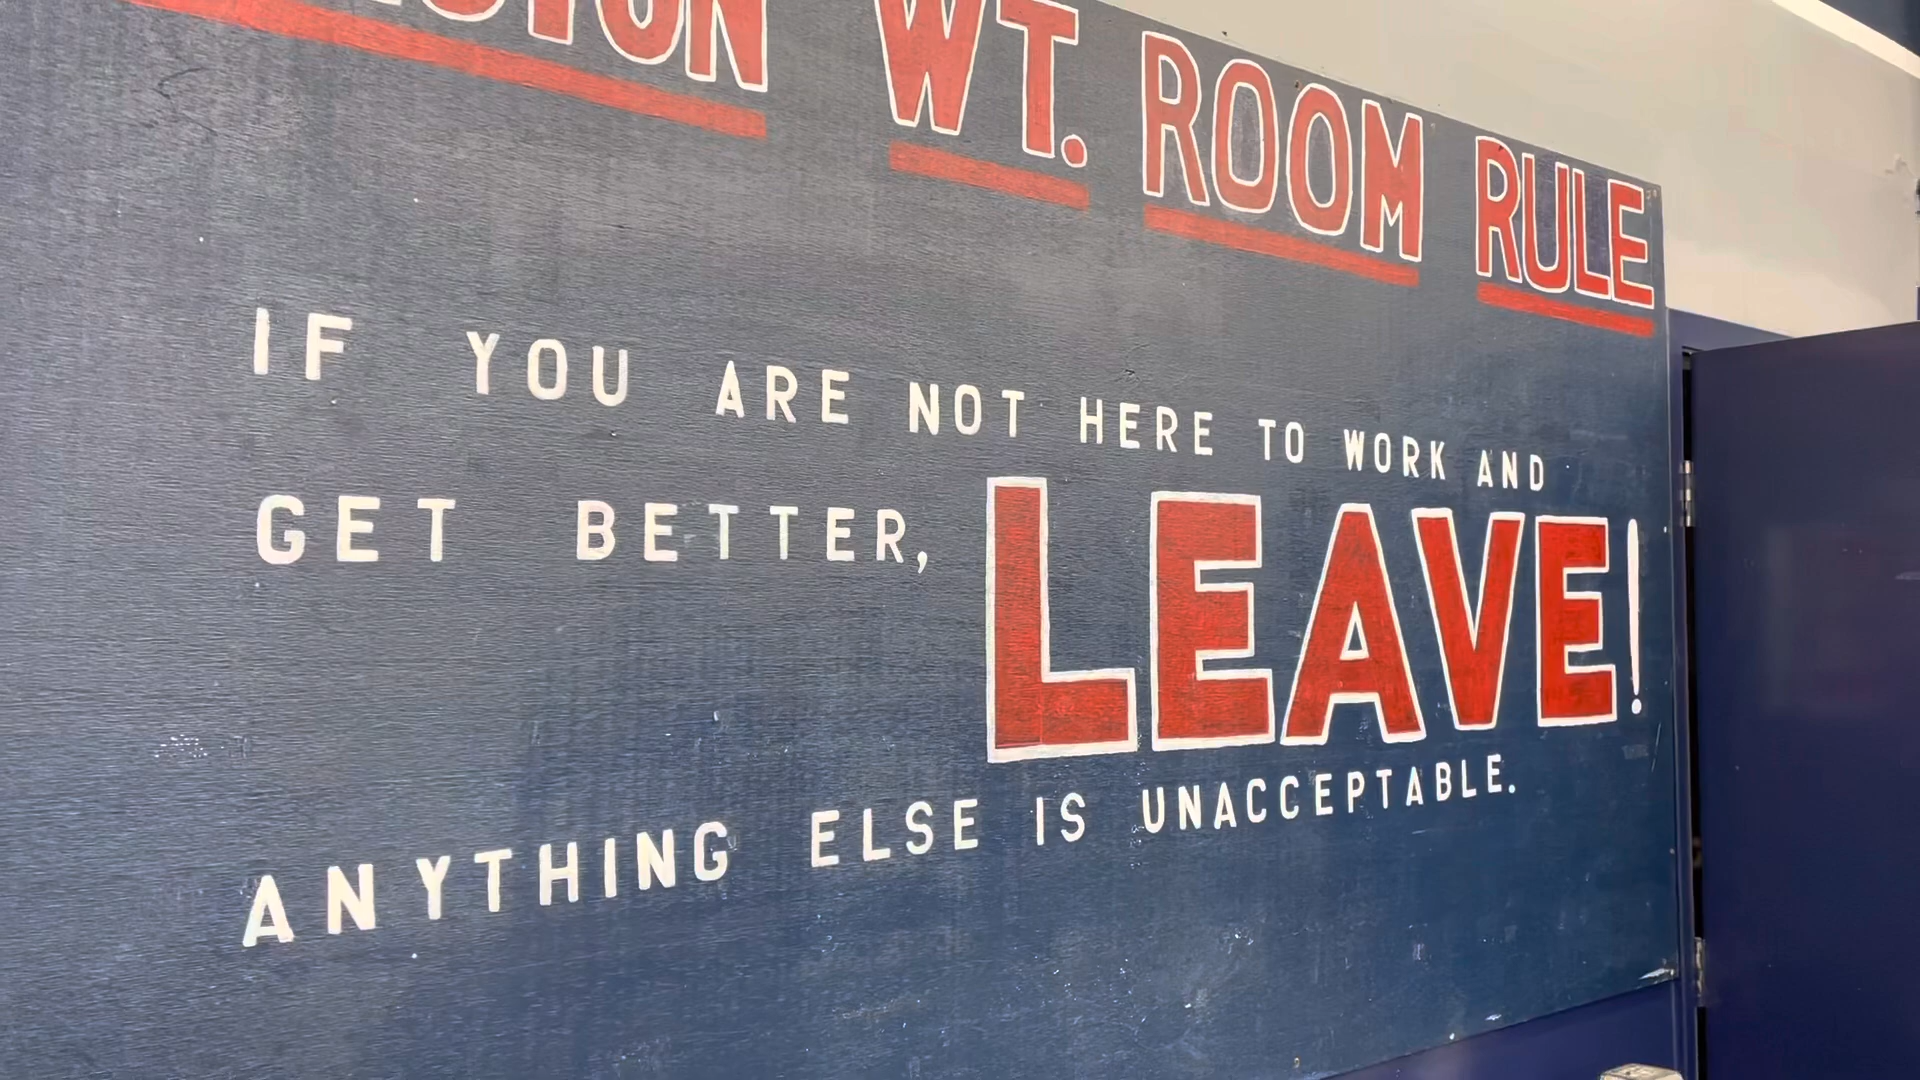 WT. ROOM RULE
IF YOU ARE NOT HERE TO WORK AND
GET BETTER, LEAVE!
ANYTHING ELSE IS UNACCEPTABLE.